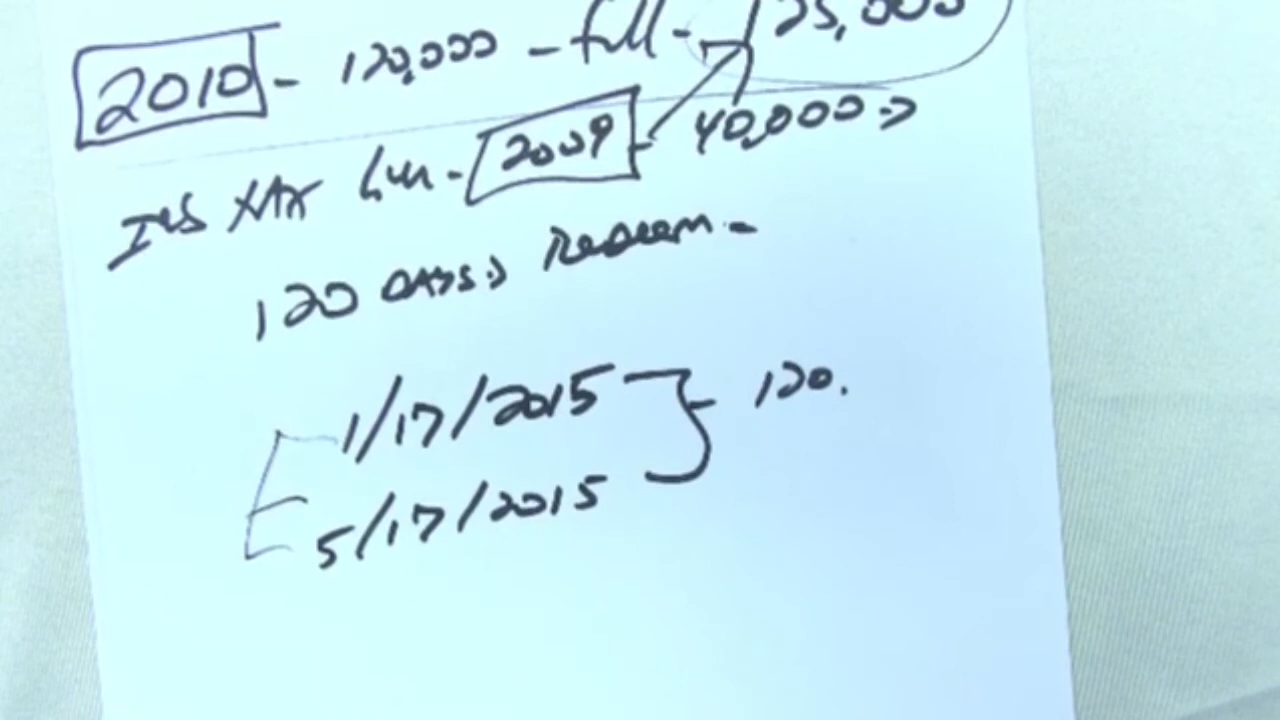 2010 - 120,000 - full - 125,000
IRS TAX lien - 2009 - 40,000 :)
120 DAYS :) Redeem -
1/17/2015 - 120.
5/17/2015